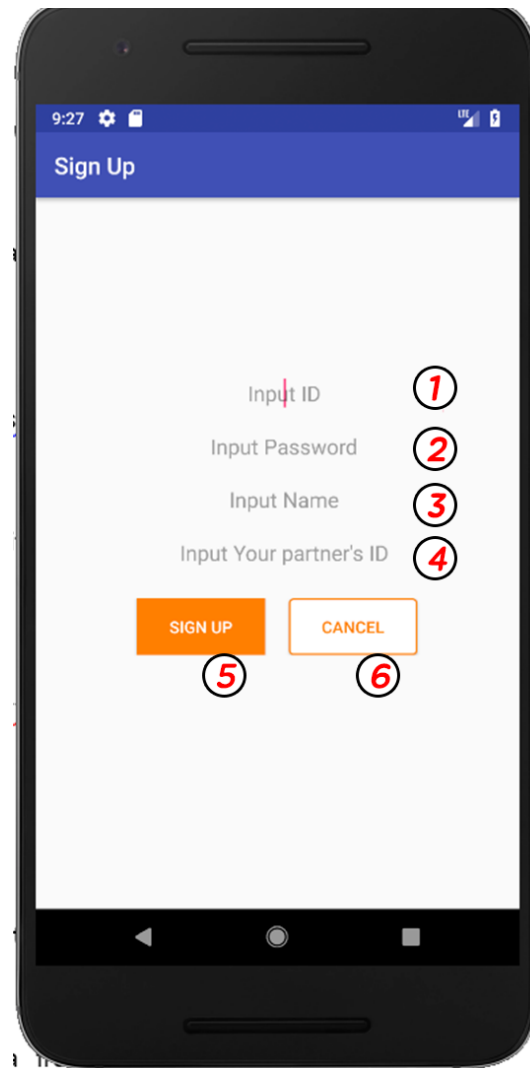 9:27 LTE
Sign Up
Input ID 1
Input Password 2
Input Name 3
Input Your partner's ID 4
SIGN UP CANCEL
5 6